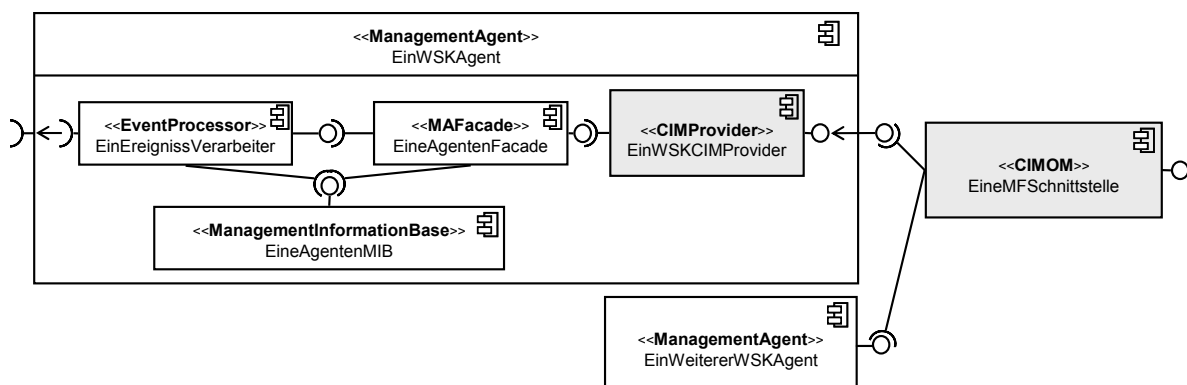 <<ManagementAgent>>
EinWSKAgent
<<EventProcessor>>
EinEreignissVerarbeiter
<<MAFacade>>
EineAgentenFacade
<<CIMProvider>>
EinWSKCIMProvider
<<CIMOM>>
EineMFSchnittstelle
<<ManagementInformationBase>>
EineAgentenMIB
<<ManagementAgent>>
EinWeitererWSKAgent